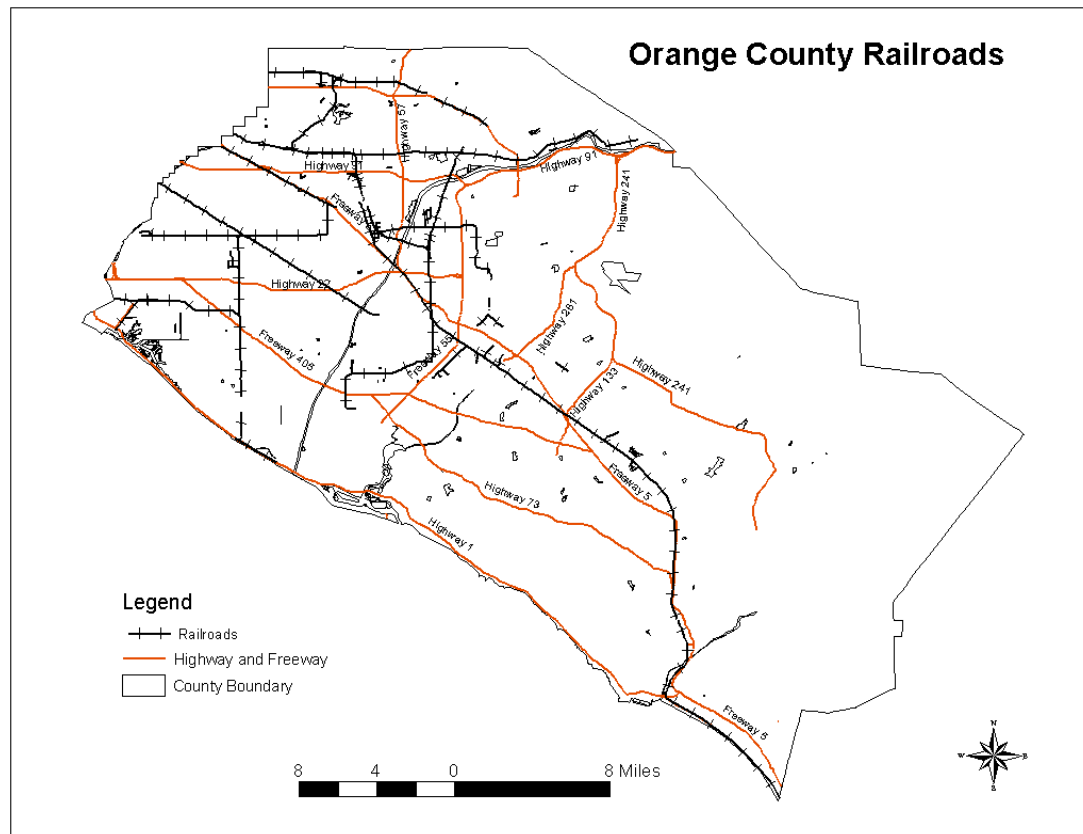 Orange County Railroads
Highway 57
Highway 91
Highway 91
Highway 241
Freeway 5
Highway 22
Highway 261
Freeway 405
Freeway 55
Highway 133
Highway 241
Freeway 5
Highway 73
Highway 1
Freeway 5
Legend
Railroads
Highway and Freeway
County Boundary
8 4 0 8 Miles
N
W E
S